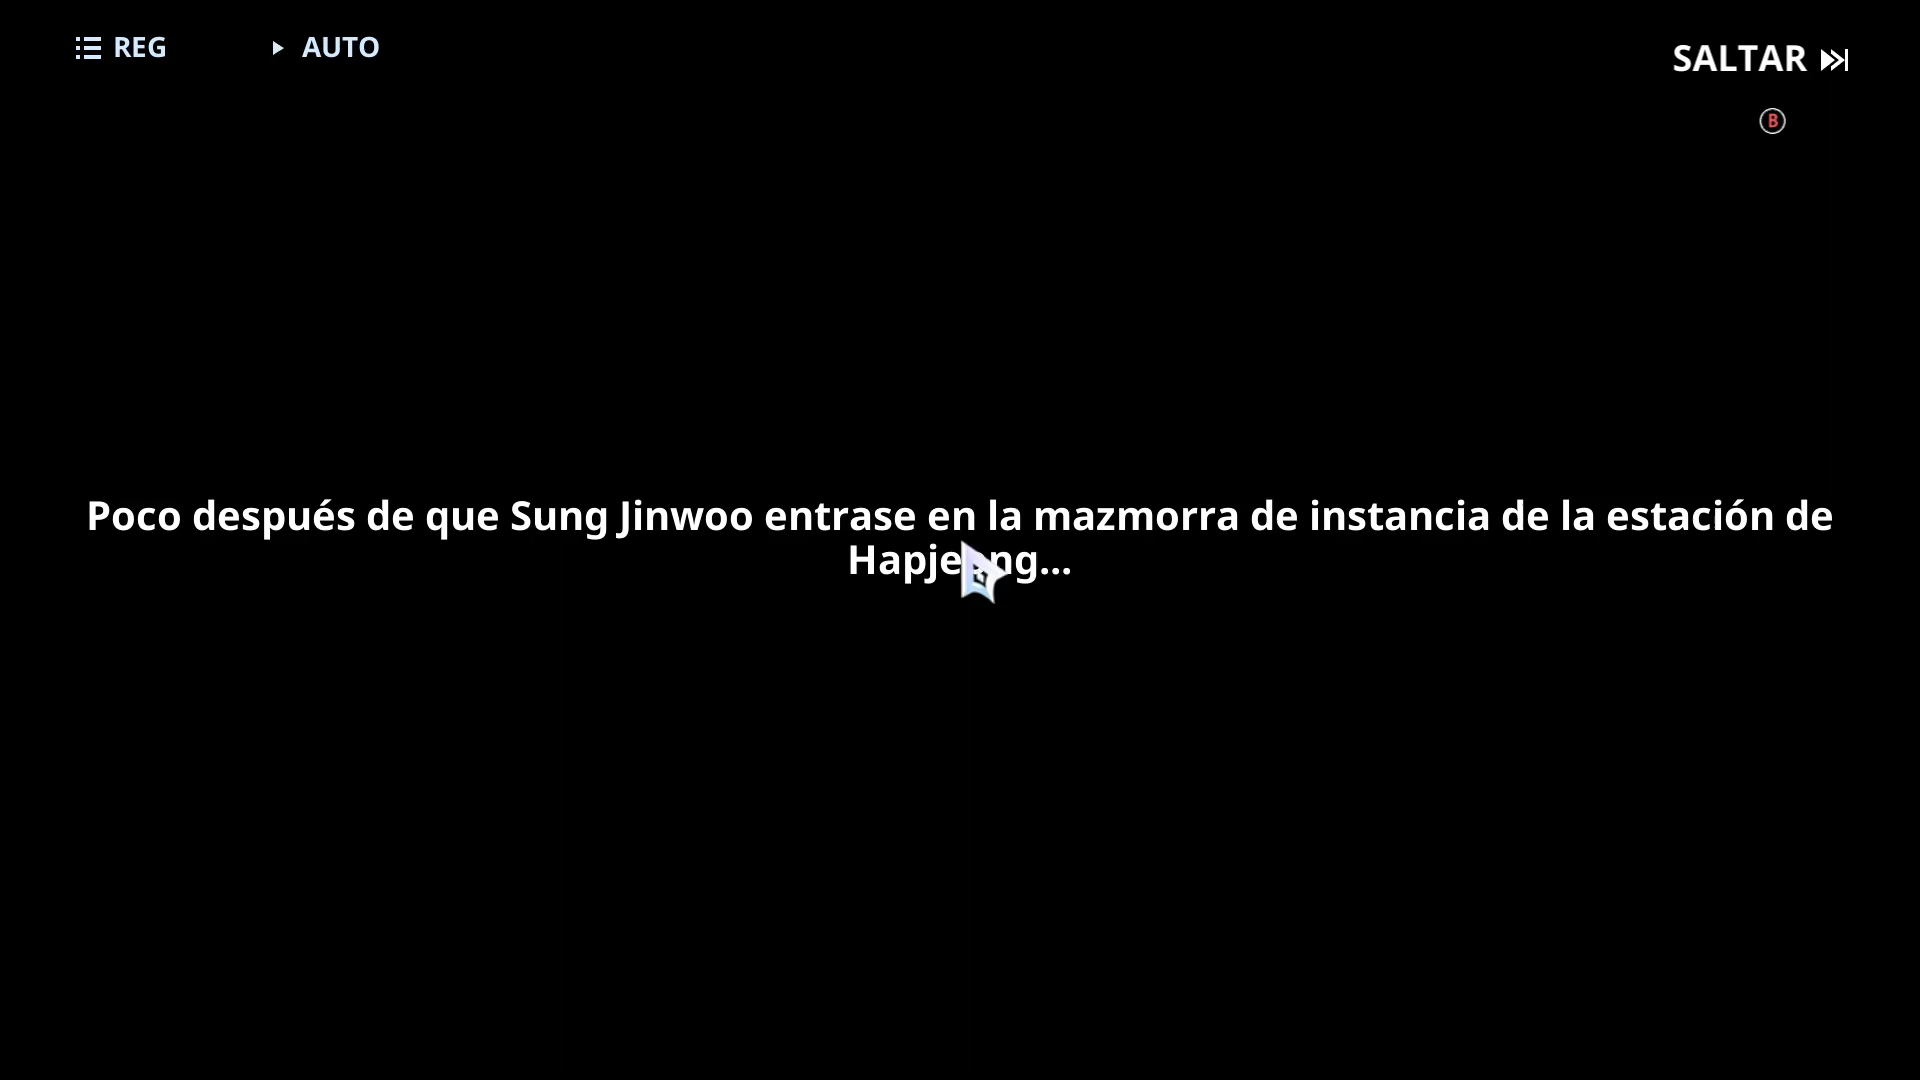 REG
AUTO
SALTAR
B
Poco después de que Sung Jinwoo entrase en la mazmorra de instancia de la estación de
Hapjeong...